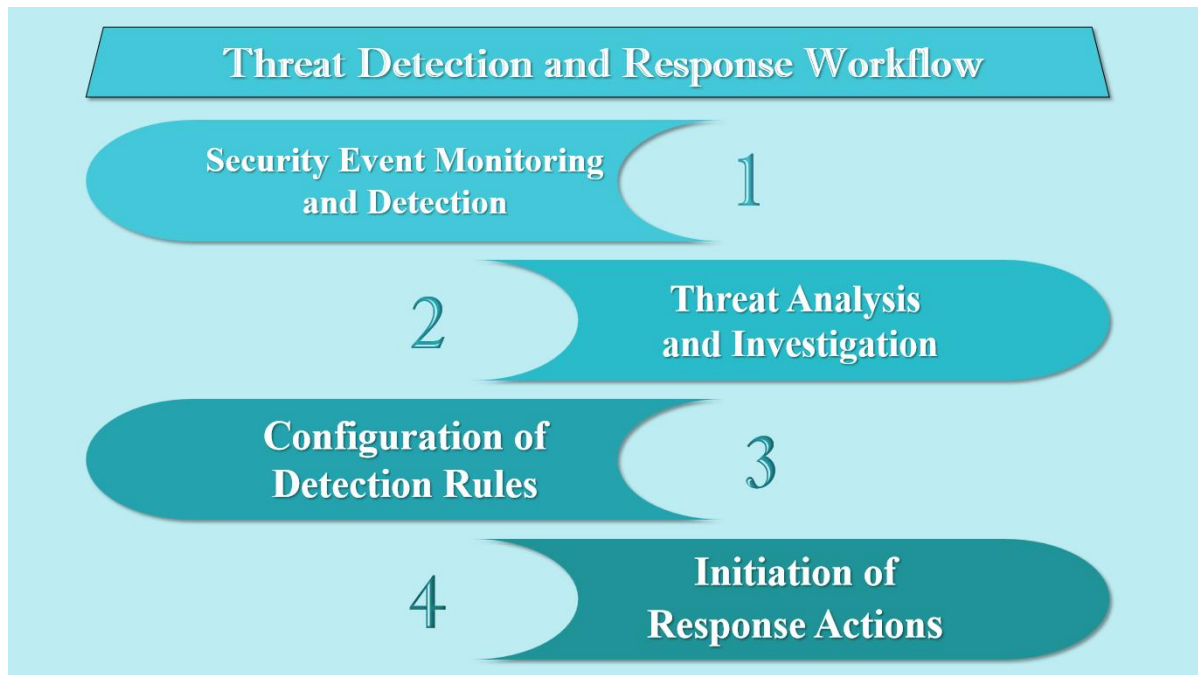 Threat Detection and Response Workflow
Security Event Monitoring
and Detection
1
2
Threat Analysis
and Investigation
Configuration of
Detection Rules
3
4
Initiation of
Response Actions